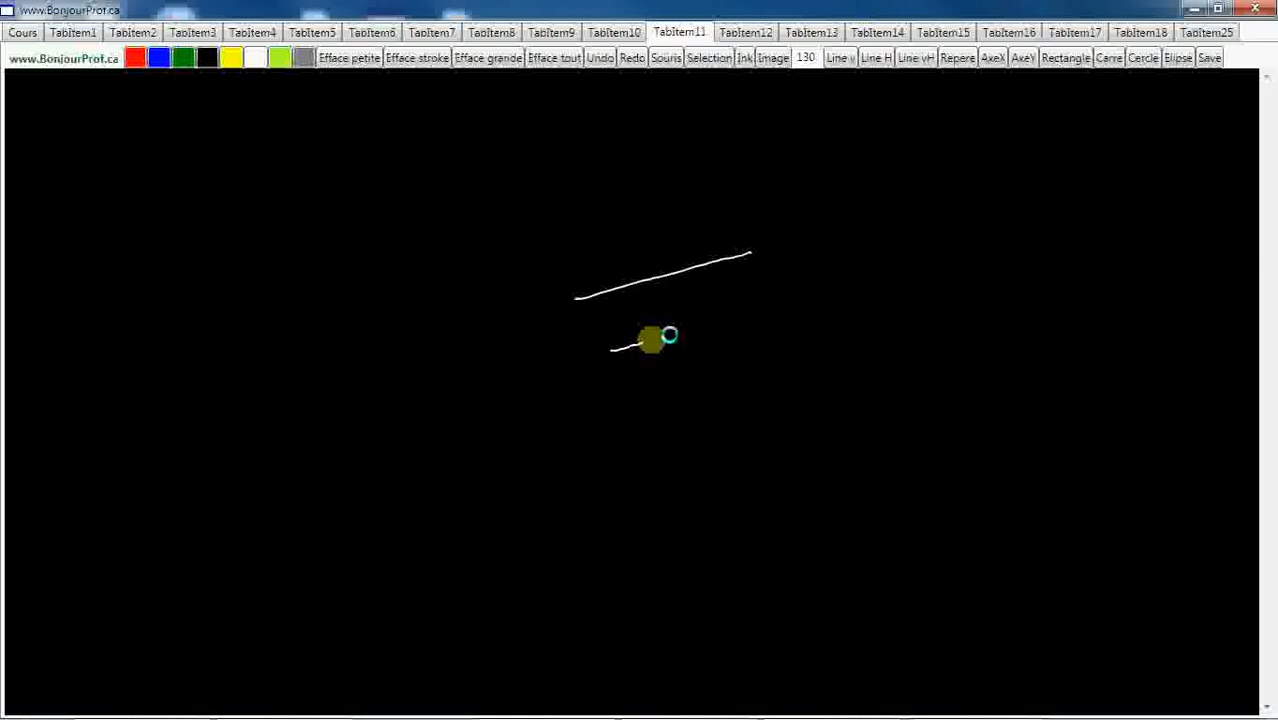 www.BonjourProf.ca
Cours TabItem1 TabItem2 TabItem3 TabItem4 TabItem5 TabItem6 TabItem7 TabItem8 TabItem9 TabItem10 TabItem11 TabItem12 TabItem13 TabItem14 TabItem15 TabItem16 TabItem17 TabItem18 TabItem25
www.BonjourProf.ca Efface petite Efface stroke Efface grande Efface tout Undo Redo Souris Selection Ink Image 130 Line v Line H Line vH Repere AxeX AxeY Rectangle Carre Cercle Elipse Save